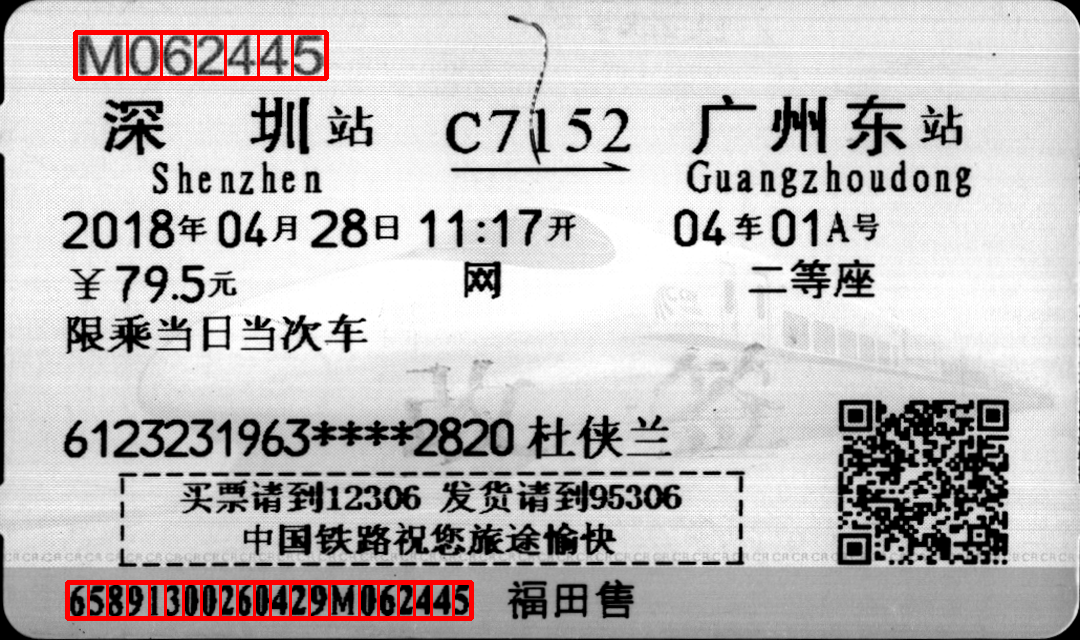 M062445
深圳站 C7152 广州东站
Shenzhen Guangzhoudong
2018年04月28日 11:17开 04车01A号
￥79.5元 网 二等座
限乘当日当次车
6123231963****2820 杜侠兰
买票请到12306 发货请到95306
中国铁路祝您旅途愉快
65891300260429M062445 福田售